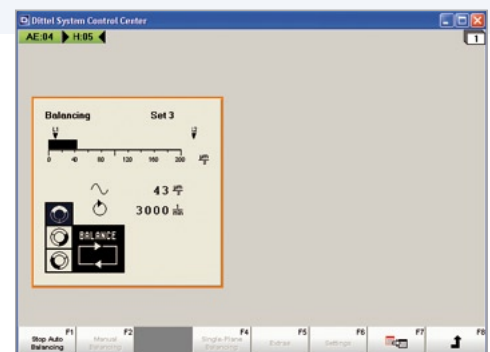 Dittel System Control Center
AE:04 H:05
1
Balancing Set 3
L1 L2
0 40 80 120 160 200
43
3000
BALANCE
F1 F2 F4 F5 F6 F7 F8
Stop Auto Balancing
Manual Balancing
Single-Plane Balancing
Extras
Settings